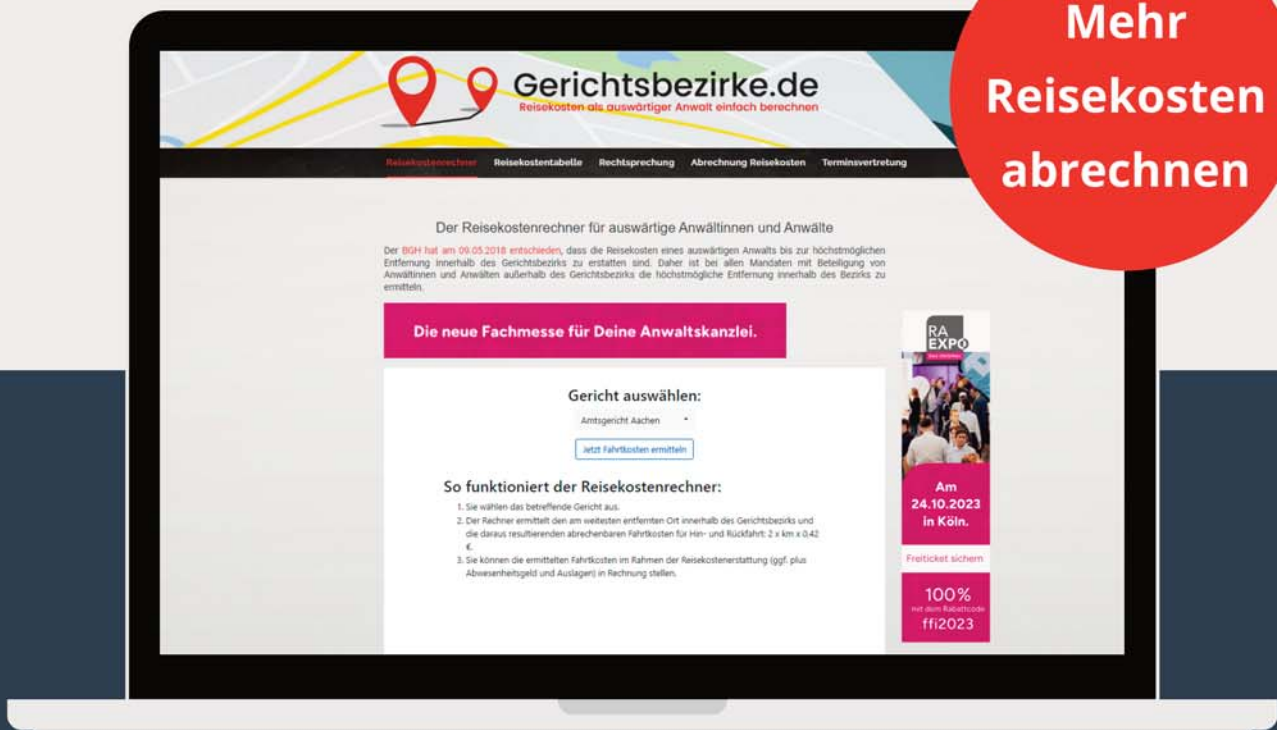 Mehr
Reisekosten
abrechnen
Gerichtsbezirke.de
Reisekosten als auswärtiger Anwalt einfach berechnen
Reisekostenrechner Reisekostentabelle Rechtsprechung Abrechnung Reisekosten Terminsvertretung
Der Reisekostenrechner für auswärtige Anwältinnen und Anwälte
Der BGH hat am 09.05.2018 entschieden, dass die Reisekosten eines auswärtigen Anwalts bis zur höchstmöglichen
Entfernung innerhalb des Gerichtsbezirks zu erstatten sind. Daher ist bei allen Mandaten mit Beteiligung von
Anwältinnen und Anwälten außerhalb des Gerichtsbezirks die höchstmögliche Entfernung innerhalb des Bezirks zu
ermitteln.
Die neue Fachmesse für Deine Anwaltskanzlei.
Gericht auswählen:
Amtsgericht Aachen
Jetzt Fahrtkosten ermitteln
So funktioniert der Reisekostenrechner:
1. Sie wählen das betreffende Gericht aus.
2. Der Rechner ermittelt den am weitesten entfernten Ort innerhalb des Gerichtsbezirks und
die daraus resultierenden abrechenbaren Fahrtkosten für Hin- und Rückfahrt: 2 x km x 0,42
€.
3. Sie können die ermittelten Fahrtkosten im Rahmen der Reisekostenerstattung (ggf. plus
Abwesenheitsgeld und Auslagen) in Rechnung stellen.
RA
EXPO
Am
24.10.2023
in Köln.
Freiticket sichern
100%
mit dem Rabattcode
ffi2023